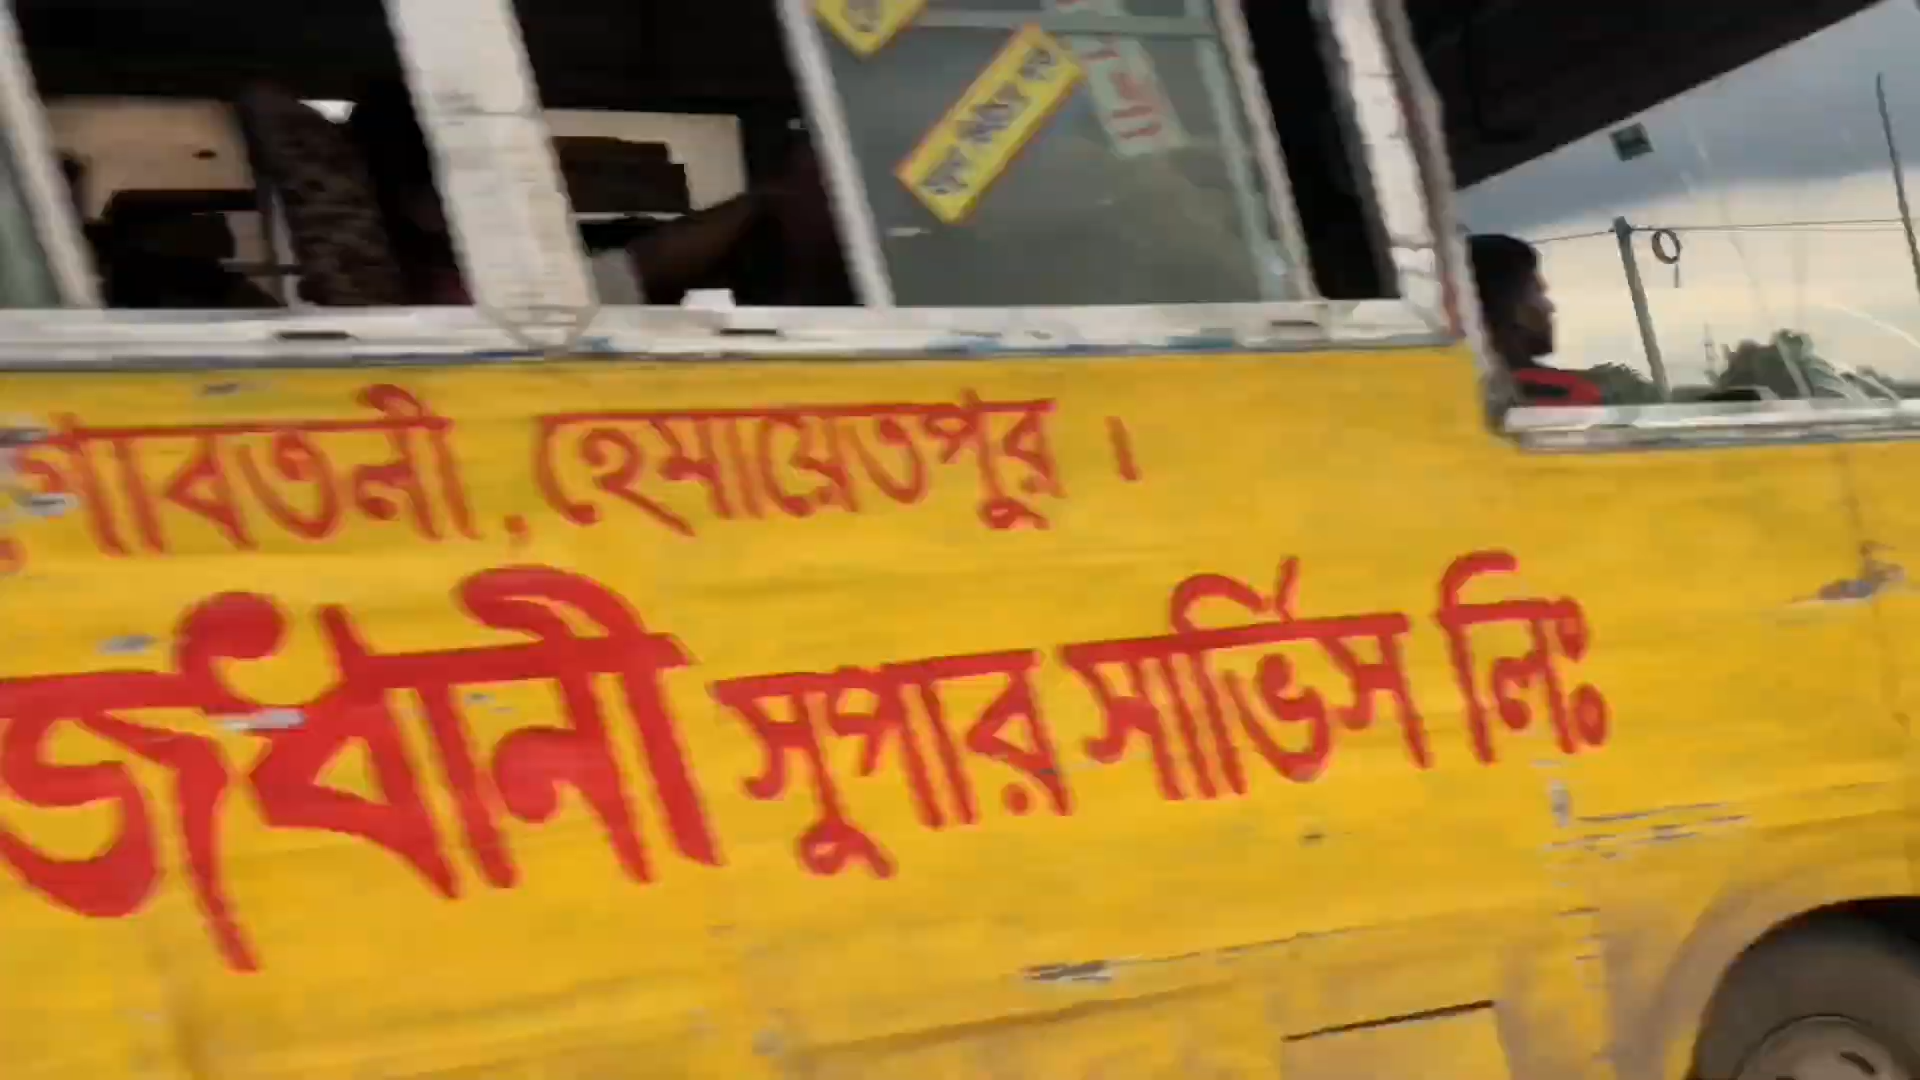 গাবতলী, হেমায়েতপুর ।
জধানী সুপার সার্ভিস লিঃ